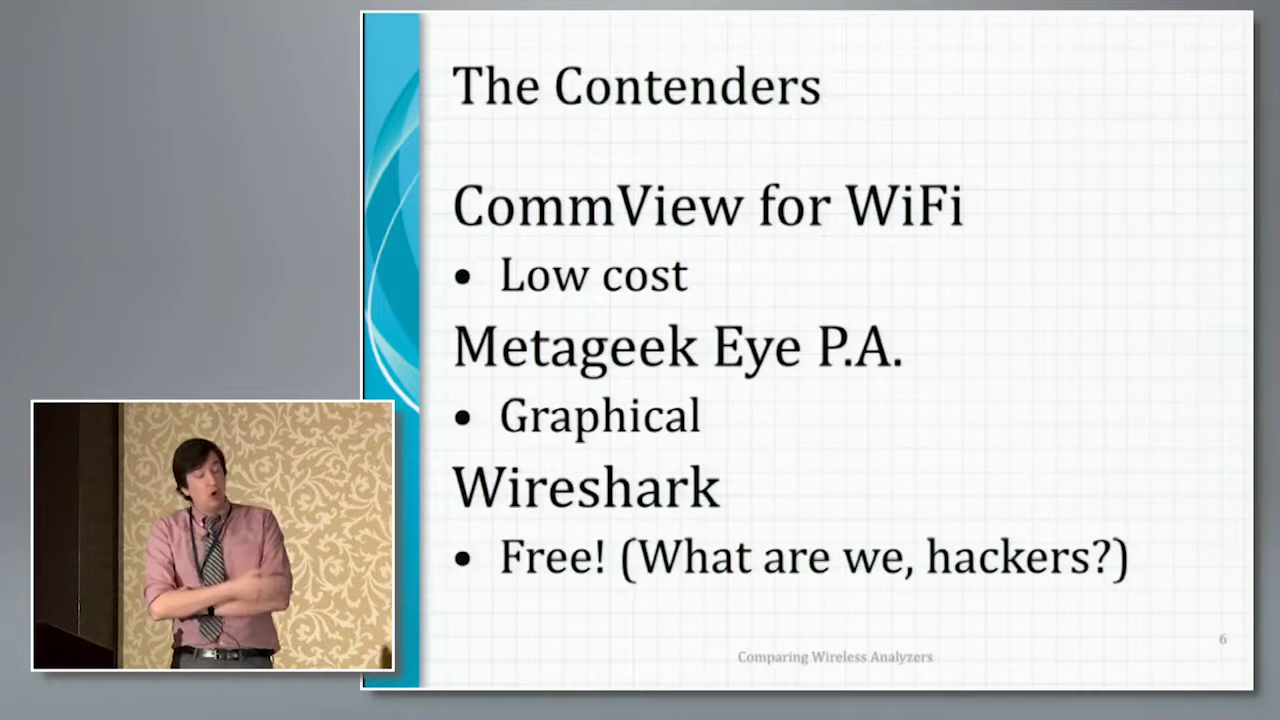 The Contenders
CommView for WiFi
• Low cost
Metageek Eye P.A.
• Graphical
Wireshark
• Free! (What are we, hackers?)
6
Comparing Wireless Analyzers